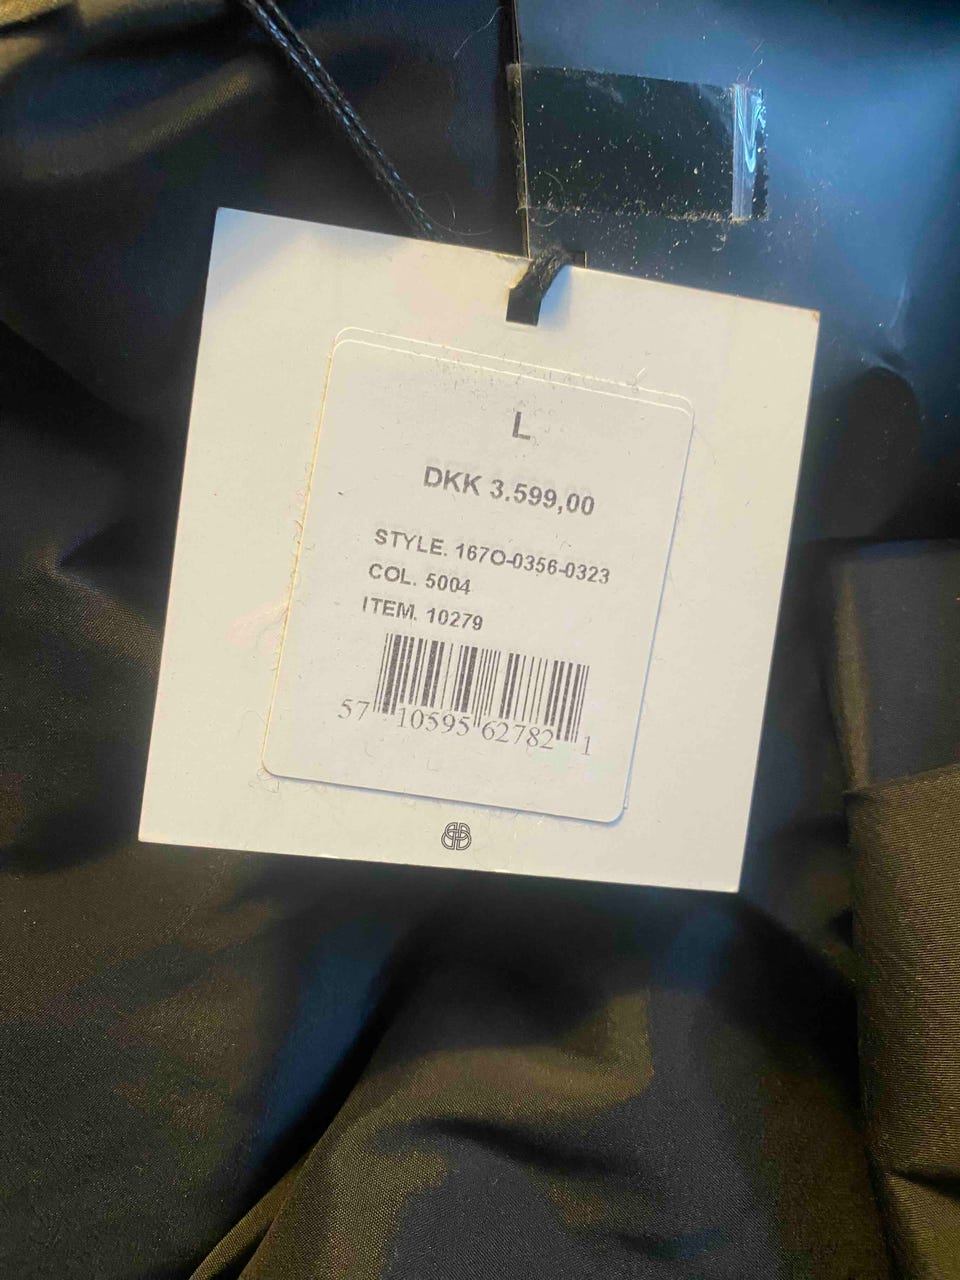 L
DKK 3.599,00
STYLE. 167O-0356-0323
COL. 5004
ITEM. 10279
57 10595 62782 1